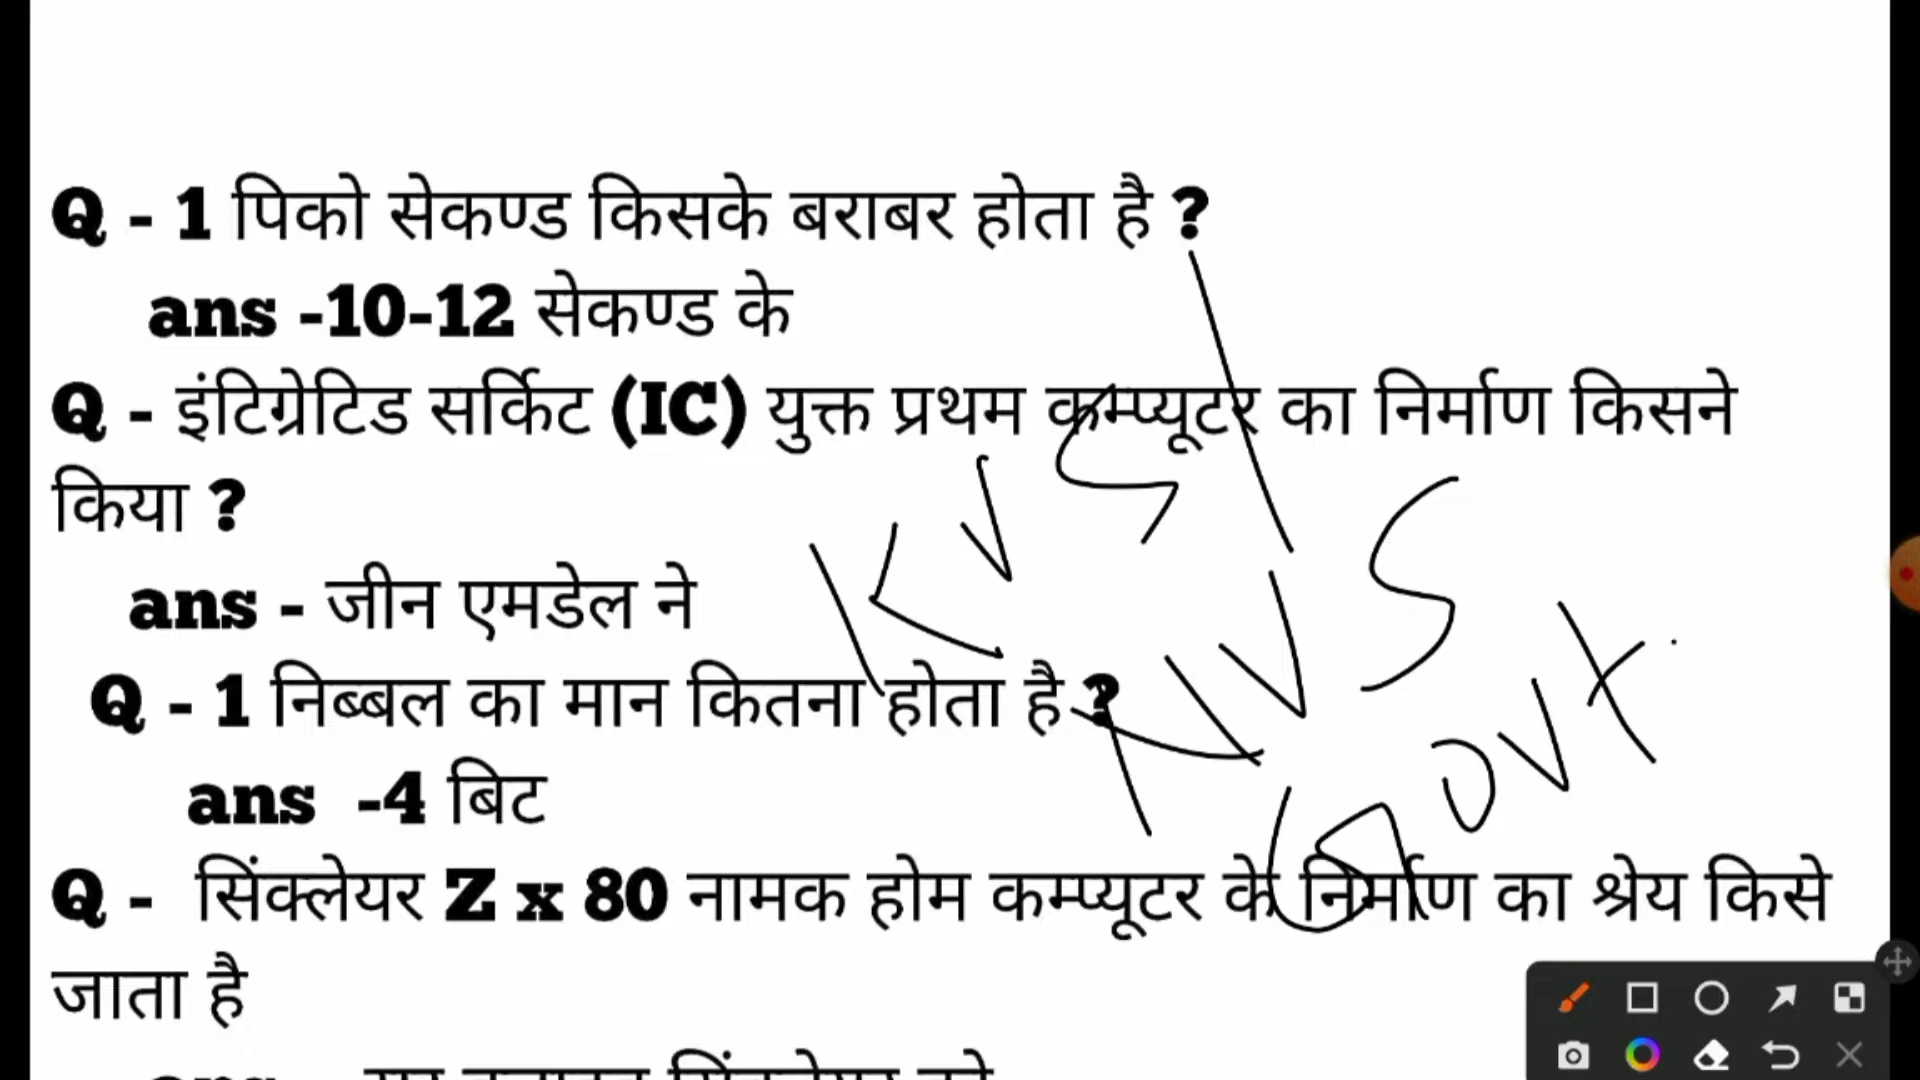 Q - 1 पिको सेकण्ड किसके बराबर होता है ?
ans -10-12 सेकण्ड के
Q - इंटिग्रेटिड सर्किट (IC) युक्त प्रथम कम्प्यूटर का निर्माण किसने
किया ?
ans - जीन एमडेल ने
Q - 1 निब्बल का मान कितना होता है ?
ans -4 बिट
Q - सिंक्लेयर Z x 80 नामक होम कम्प्यूटर के निर्माण का श्रेय किसे
जाता है
KVS
NVS
Govt